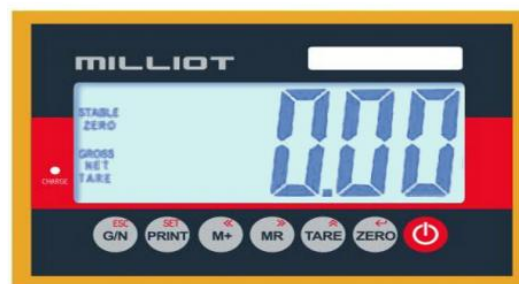 MILLIOT
STABLE
ZERO
0.00
GROSS
NET
TARE
CHARGE
ESC SET
G/N PRINT M+ MR TARE ZERO